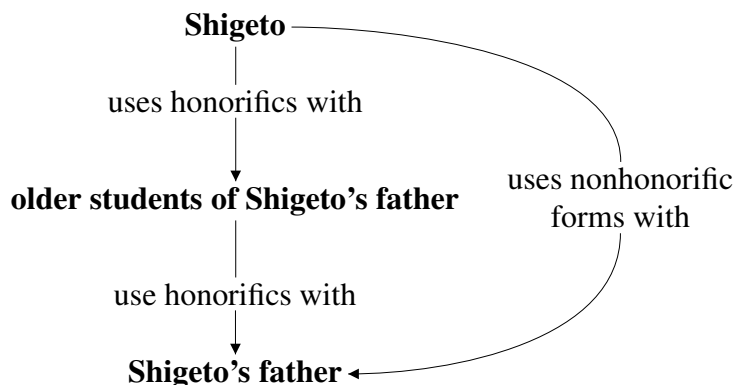 Shigeto
uses honorifics with
older students of Shigeto's father
uses nonhonorific
forms with
use honorifics with
Shigeto's father